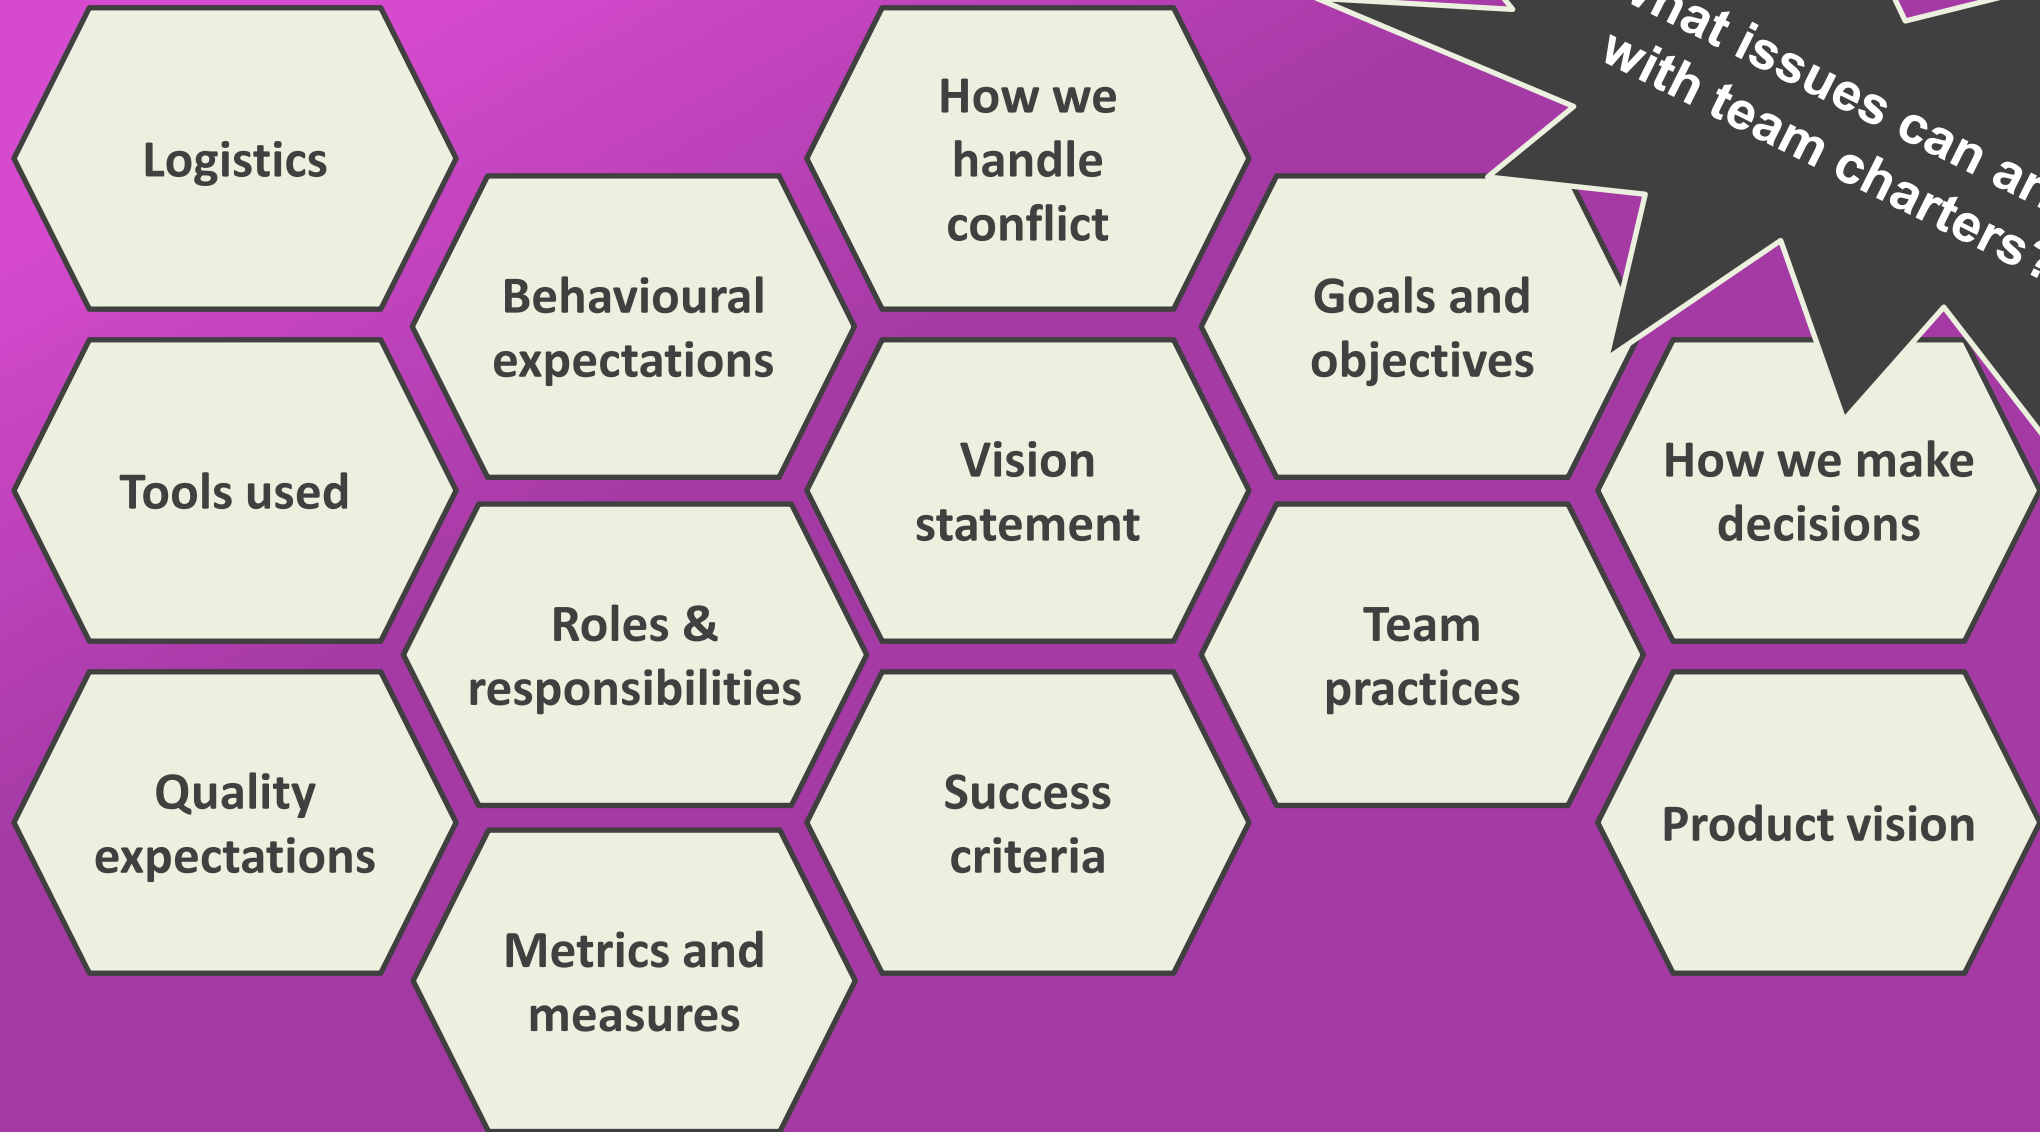 Logistics
How we
handle
conflict
issues can
with team charters?
Behavioural
expectations
Goals and
objectives
Tools used
Vision
statement
How we make
decisions
Roles &
responsibilities
Team
practices
Quality
expectations
Success
criteria
Product vision
Metrics and
measures